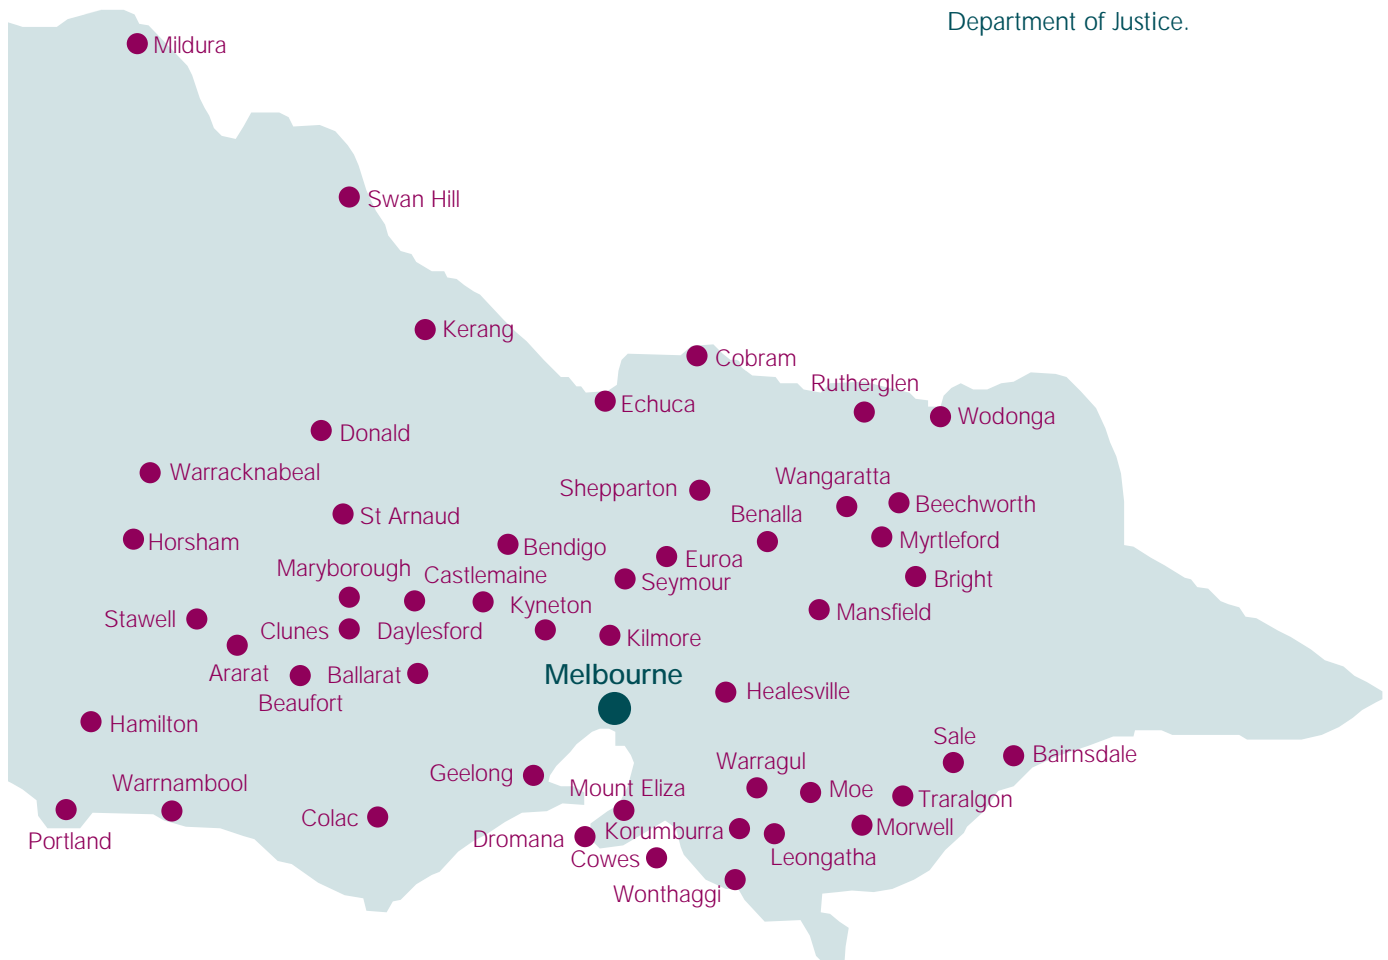 Department of Justice.
Mildura
Swan Hill
Kerang
Cobram
Rutherglen
Echuca
Wodonga
Donald
Warracknabeal
Wangaratta
Shepparton
Beechworth
Benalla
St Arnaud
Horsham
Bendigo
Myrtleford
Euroa
Maryborough
Castlemaine
Seymour
Bright
Kyneton
Mansfield
Stawell
Clunes
Daylesford
Kilmore
Ararat
Ballarat
Melbourne
Beaufort
Healesville
Hamilton
Sale
Bairnsdale
Warragul
Geelong
Warrnambool
Mount Eliza
Moe
Traralgon
Colac
Morwell
Korumburra
Dromana
Portland
Leongatha
Cowes
Wonthaggi